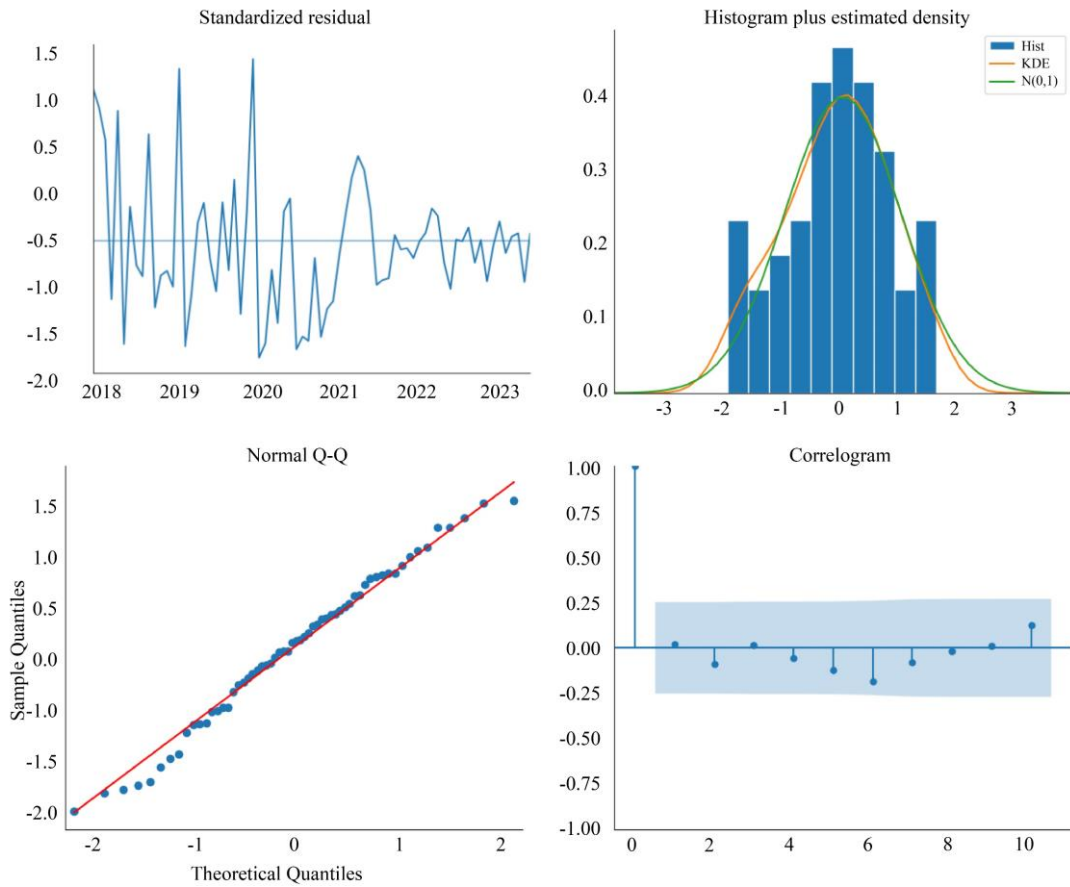 Standardized residual
1.5
1.0
0.5
0.0
-0.5
-1.0
-1.5
-2.0
2018 2019 2020 2021 2022 2023
Histogram plus estimated density
Hist
KDE
N(0,1)
0.4
0.3
0.2
0.1
0.0
-3 -2 -1 0 1 2 3
Normal Q-Q
Sample Quantiles
1.5
1.0
0.5
0.0
-0.5
-1.0
-1.5
-2.0
-2 -1 0 1 2
Theoretical Quantiles
Correlogram
1.00
0.75
0.50
0.25
0.00
-0.25
-0.50
-0.75
-1.00
0 2 4 6 8 10